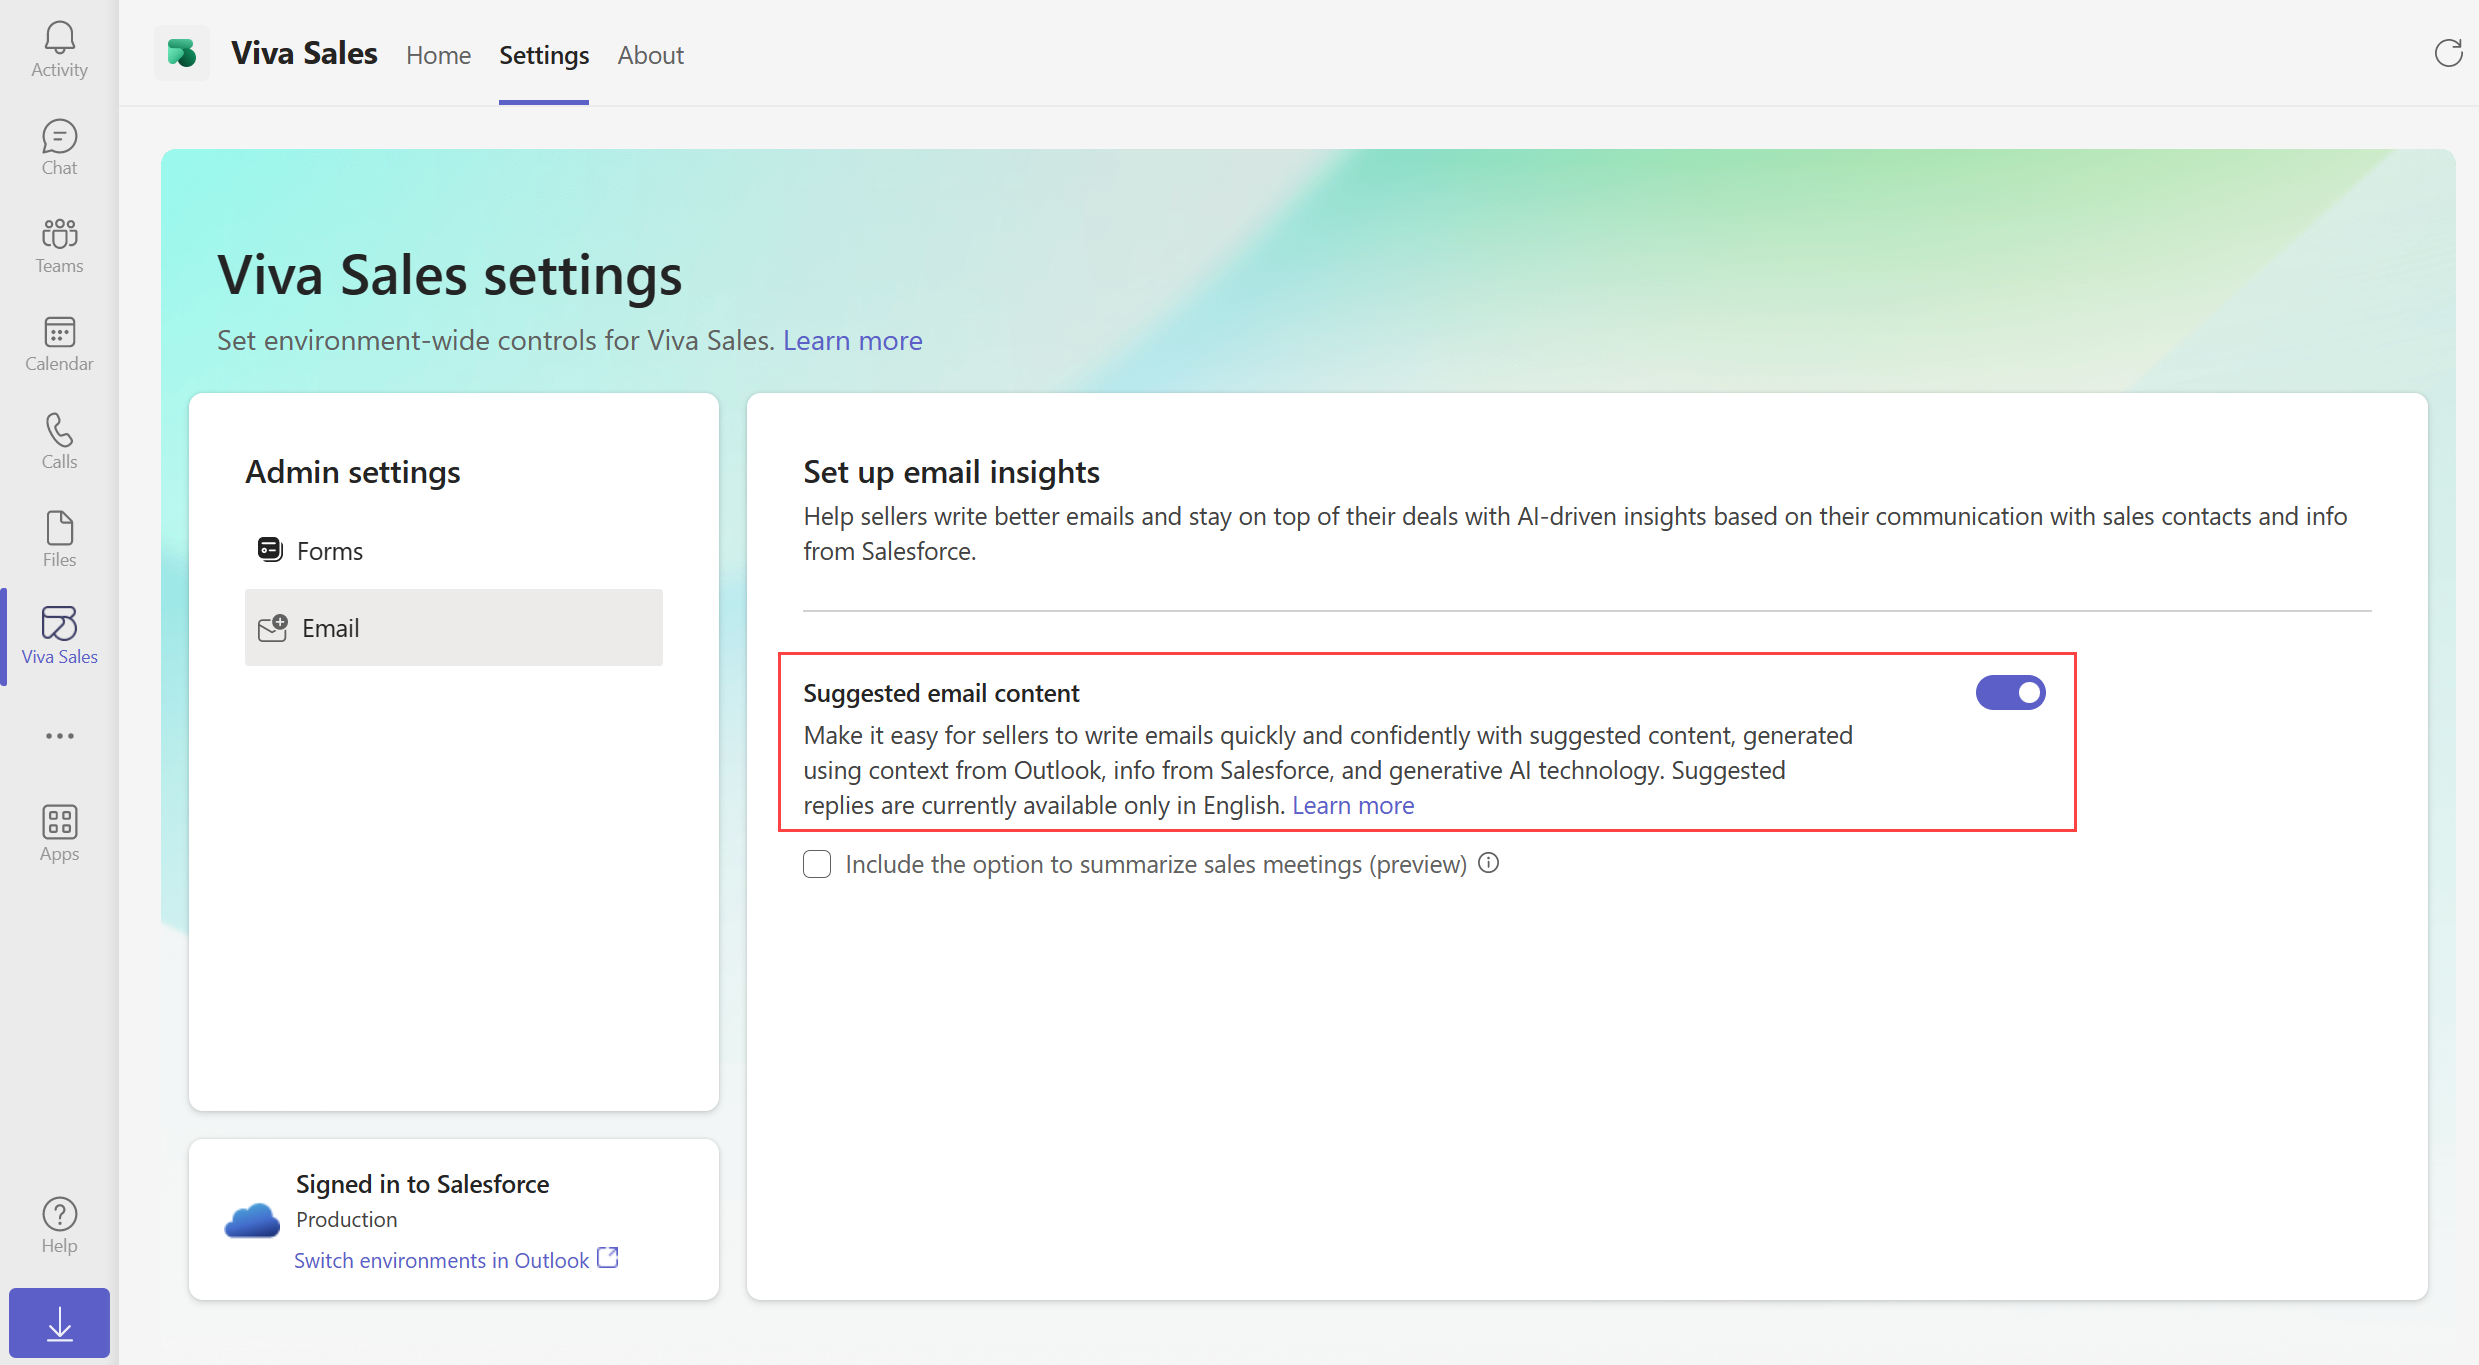 Activity
Chat
Teams
Calendar
Calls
Files
Viva Sales
Apps
Help
Viva Sales Home Settings About
Viva Sales settings
Set environment-wide controls for Viva Sales. Learn more
Admin settings
Forms
Email
Signed in to Salesforce
Production
Switch environments in Outlook
Set up email insights
Help sellers write better emails and stay on top of their deals with AI-driven insights based on their communication with sales contacts and info
from Salesforce.
Suggested email content
Make it easy for sellers to write emails quickly and confidently with suggested content, generated
using context from Outlook, info from Salesforce, and generative AI technology. Suggested
replies are currently available only in English. Learn more
Include the option to summarize sales meetings (preview)